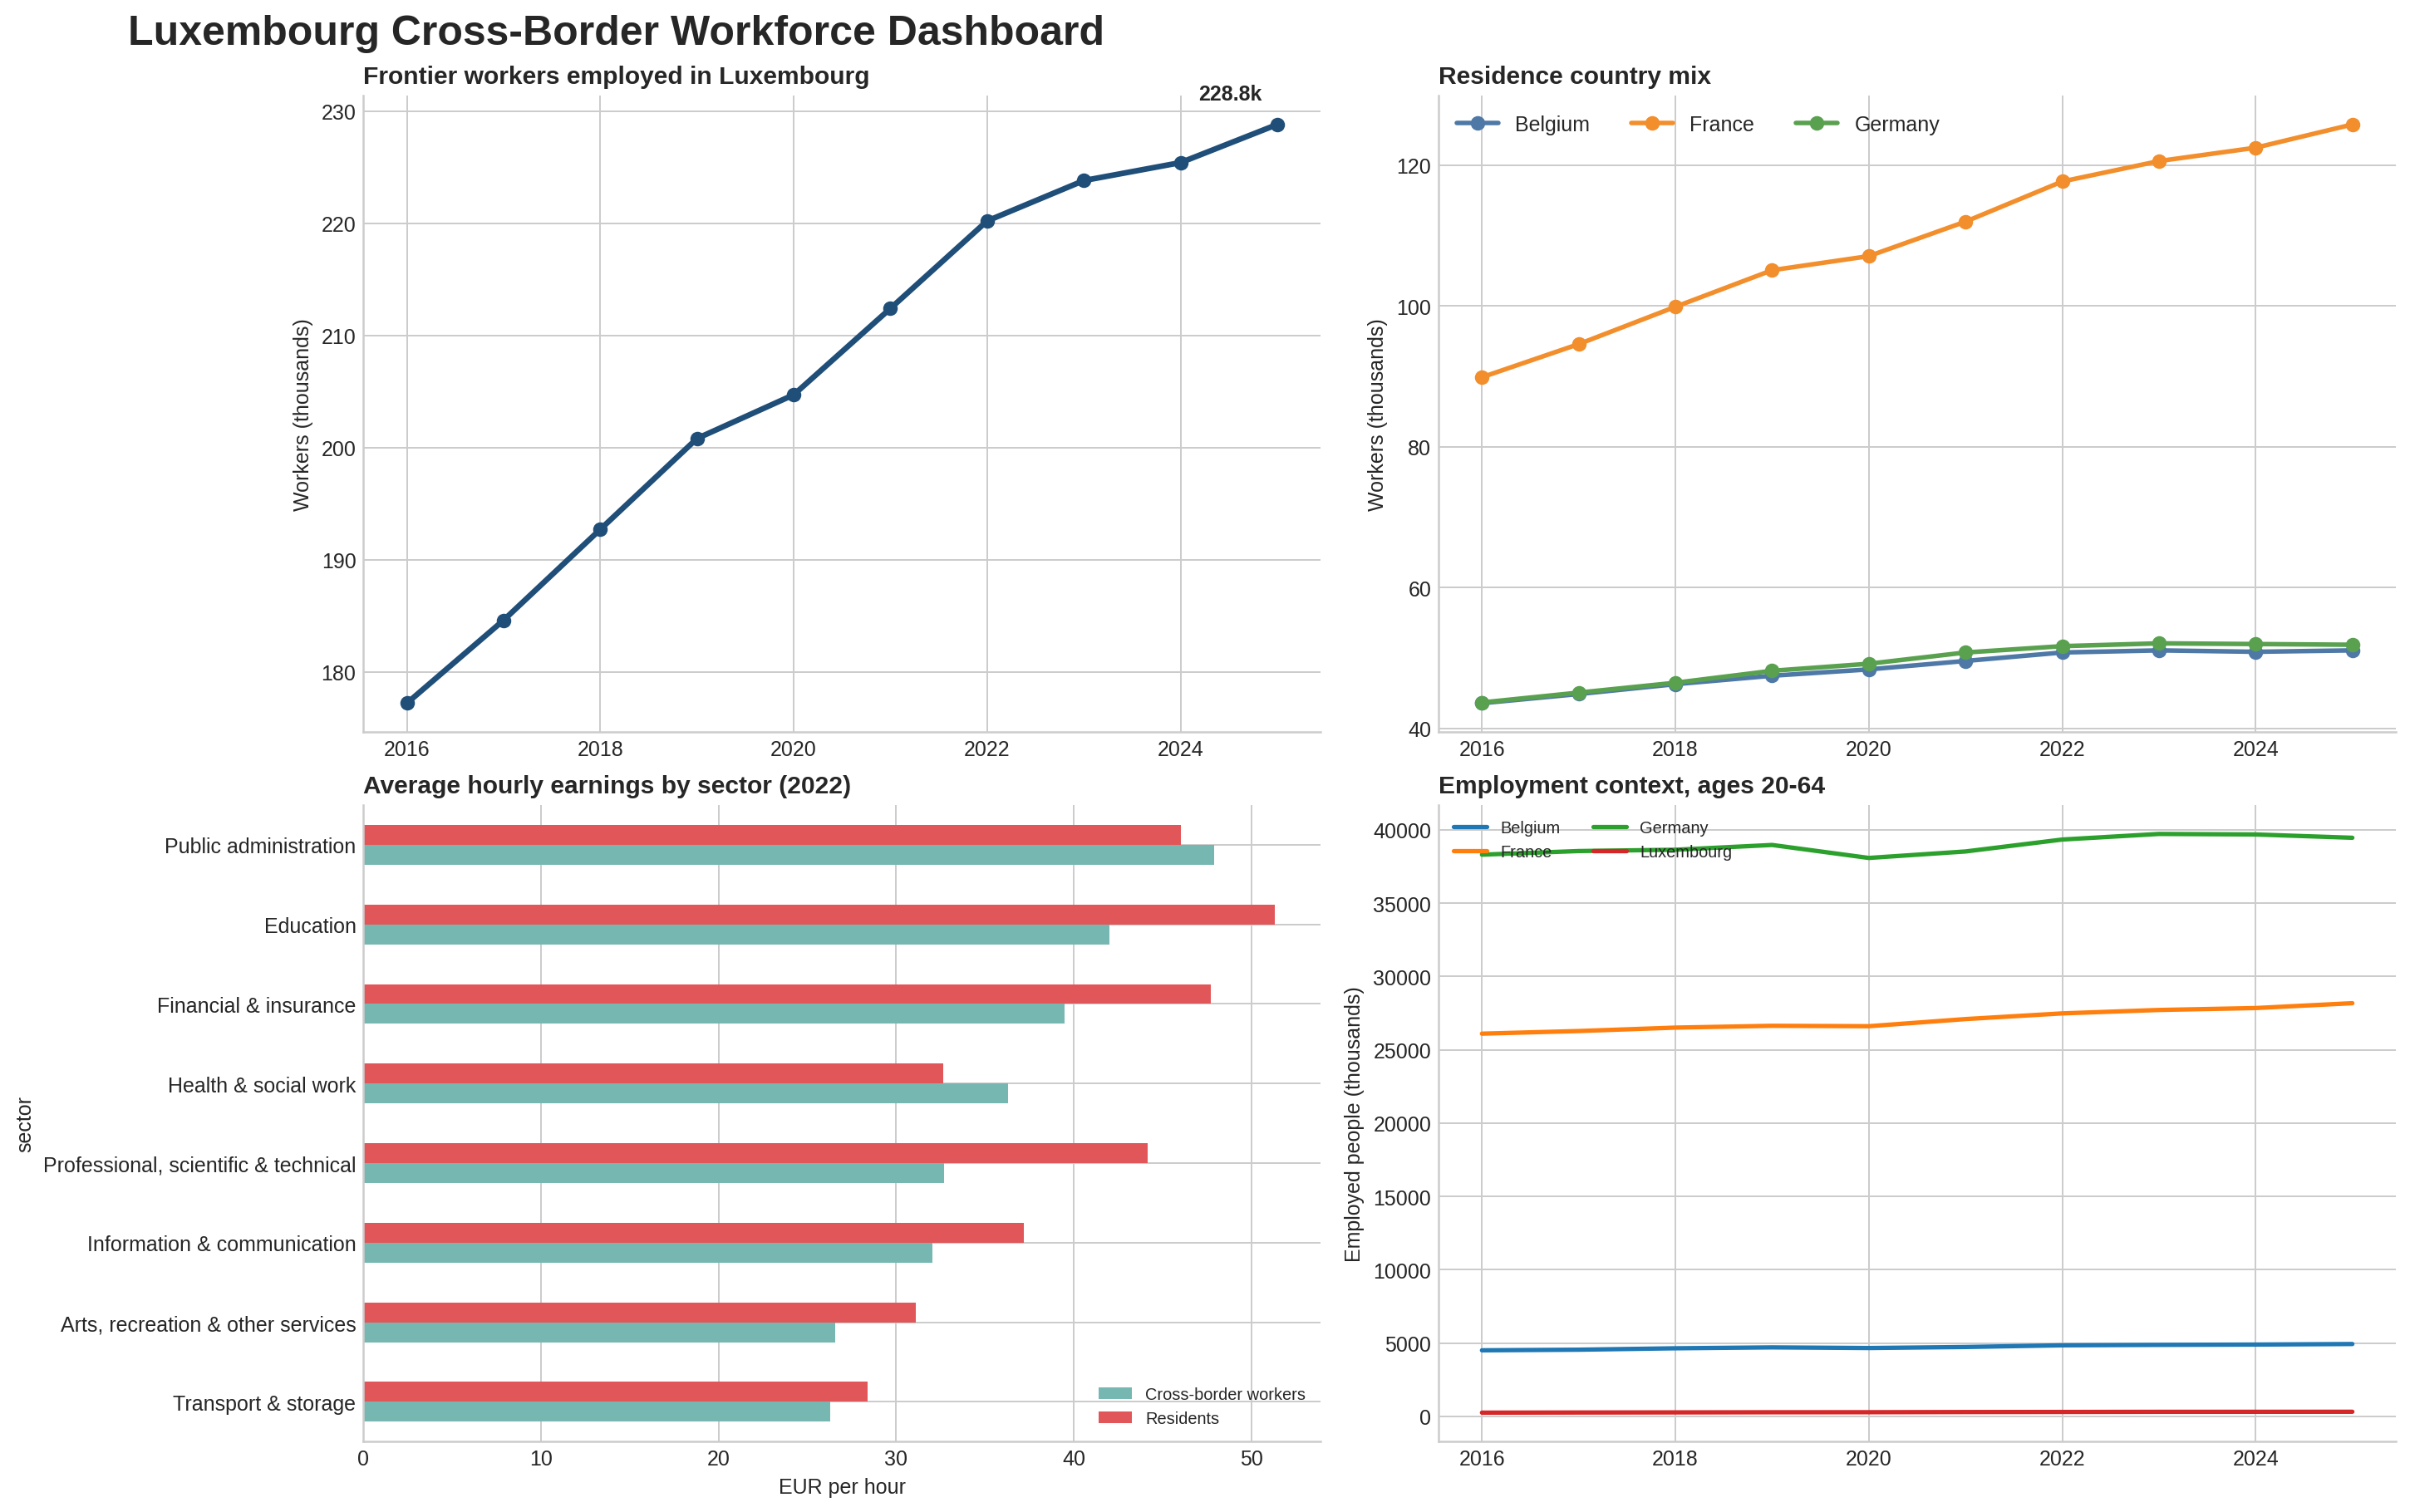 Luxembourg Cross-Border Workforce Dashboard
Frontier workers employed in Luxembourg
228.8k
Workers (thousands)
230
220
210
200
190
180
2016 2018 2020 2022 2024
Residence country mix
Belgium France Germany
Workers (thousands)
120
100
80
60
40
2016 2018 2020 2022 2024
Average hourly earnings by sector (2022)
sector
Public administration
Education
Financial & insurance
Health & social work
Professional, scientific & technical
Information & communication
Arts, recreation & other services
Transport & storage
Cross-border workers
Residents
0 10 20 30 40 50
EUR per hour
Employment context, ages 20-64
Belgium Germany
France Luxembourg
Employed people (thousands)
40000
35000
30000
25000
20000
15000
10000
5000
0
2016 2018 2020 2022 2024